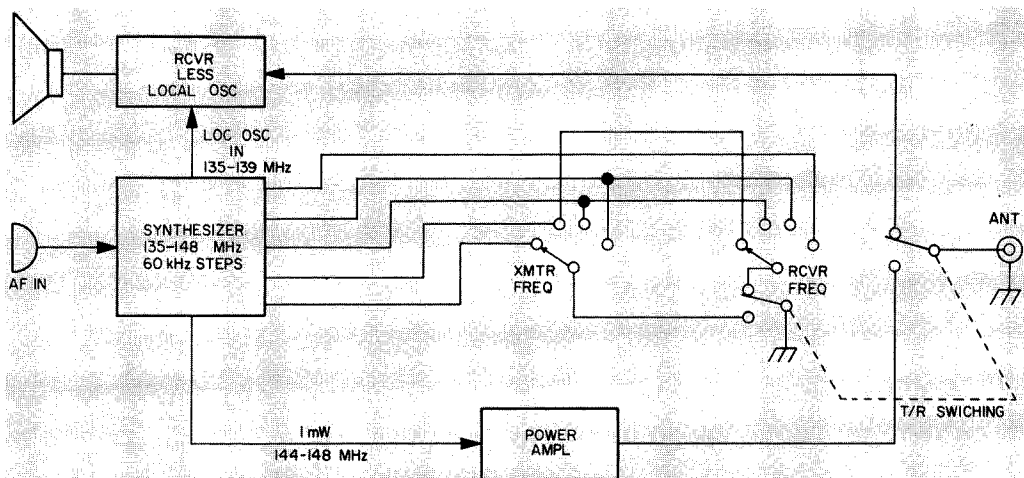 RCVR
LESS
LOCAL OSC
LOG OSC
IN
135-139 MHz
SYNTHESIZER
135-148 MHz
60 kHz STEPS
AF IN
XMTR
FREQ
RCVR
FREQ
ANT
T/R SWICHING
1 mW
144-148 MHz
POWER
AMPL